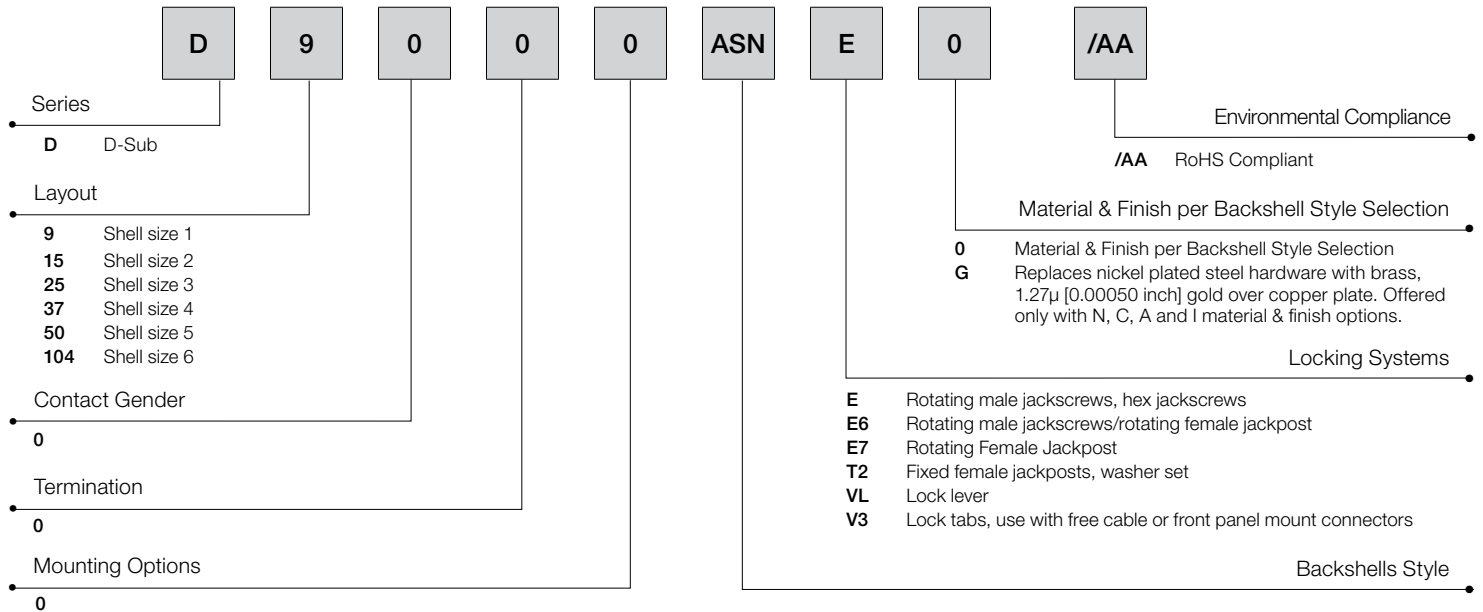 D 9 0 0 0 ASN E 0 /AA
Series
D D-Sub
Layout
9 Shell size 1
15 Shell size 2
25 Shell size 3
37 Shell size 4
50 Shell size 5
104 Shell size 6
Contact Gender
0
Termination
0
Mounting Options
0
Environmental Compliance
/AA RoHS Compliant
Material & Finish per Backshell Style Selection
0 Material & Finish per Backshell Style Selection
G Replaces nickel plated steel hardware with brass,
1.27µ [0.00050 inch] gold over copper plate. Offered
only with N, C, A and I material & finish options.
Locking Systems
E Rotating male jackscrews, hex jackscrews
E6 Rotating male jackscrews/rotating female jackpost
E7 Rotating Female Jackpost
T2 Fixed female jackposts, washer set
VL Lock lever
V3 Lock tabs, use with free cable or front panel mount connectors
Backshells Style